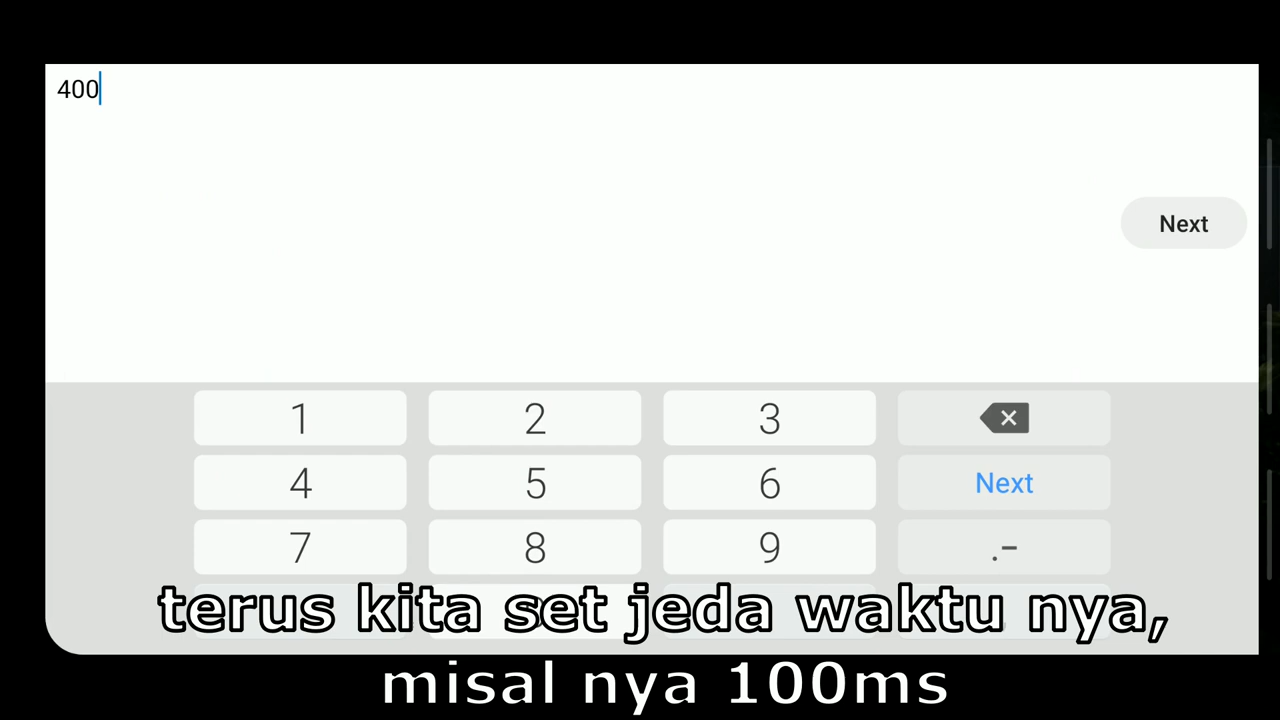 400
Next
1 2 3
4 5 6 Next
7 8 9 .-
terus kita set jeda waktu nya,
misal nya 100ms